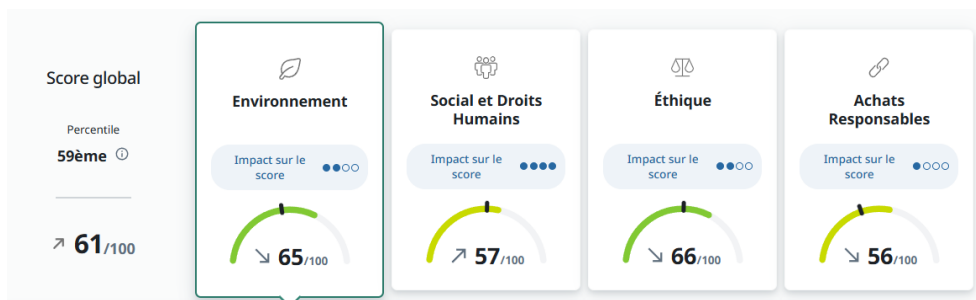 Score global
Percentile
59ème
61/100
Environnement
Impact sur le
score
65/100
Social et Droits
Humains
Impact sur le
score
57/100
Éthique
Impact sur le
score
66/100
Achats
Responsables
Impact sur le
score
56/100